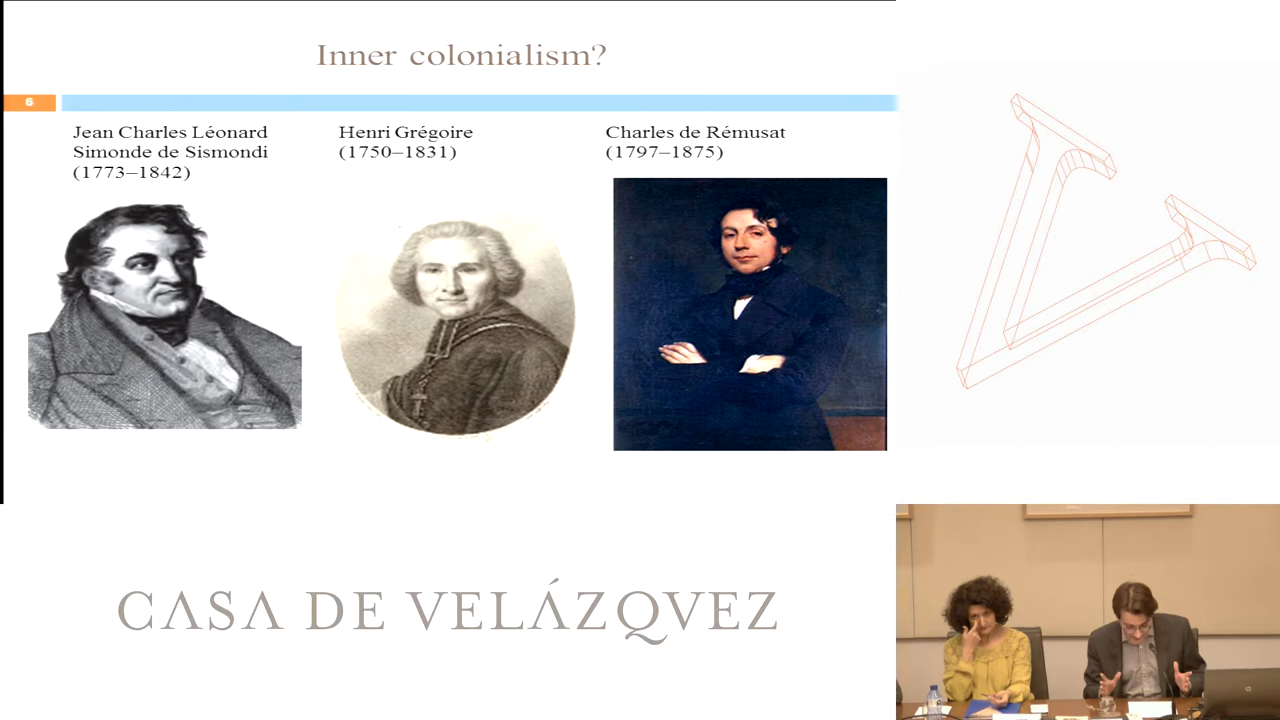 Inner colonialism?
6
Jean Charles Léonard
Simonde de Sismondi
(1773–1842)
Henri Grégoire
(1750–1831)
Charles de Rémusat
(1797–1875)
CASA DE VELÁZQVEZ